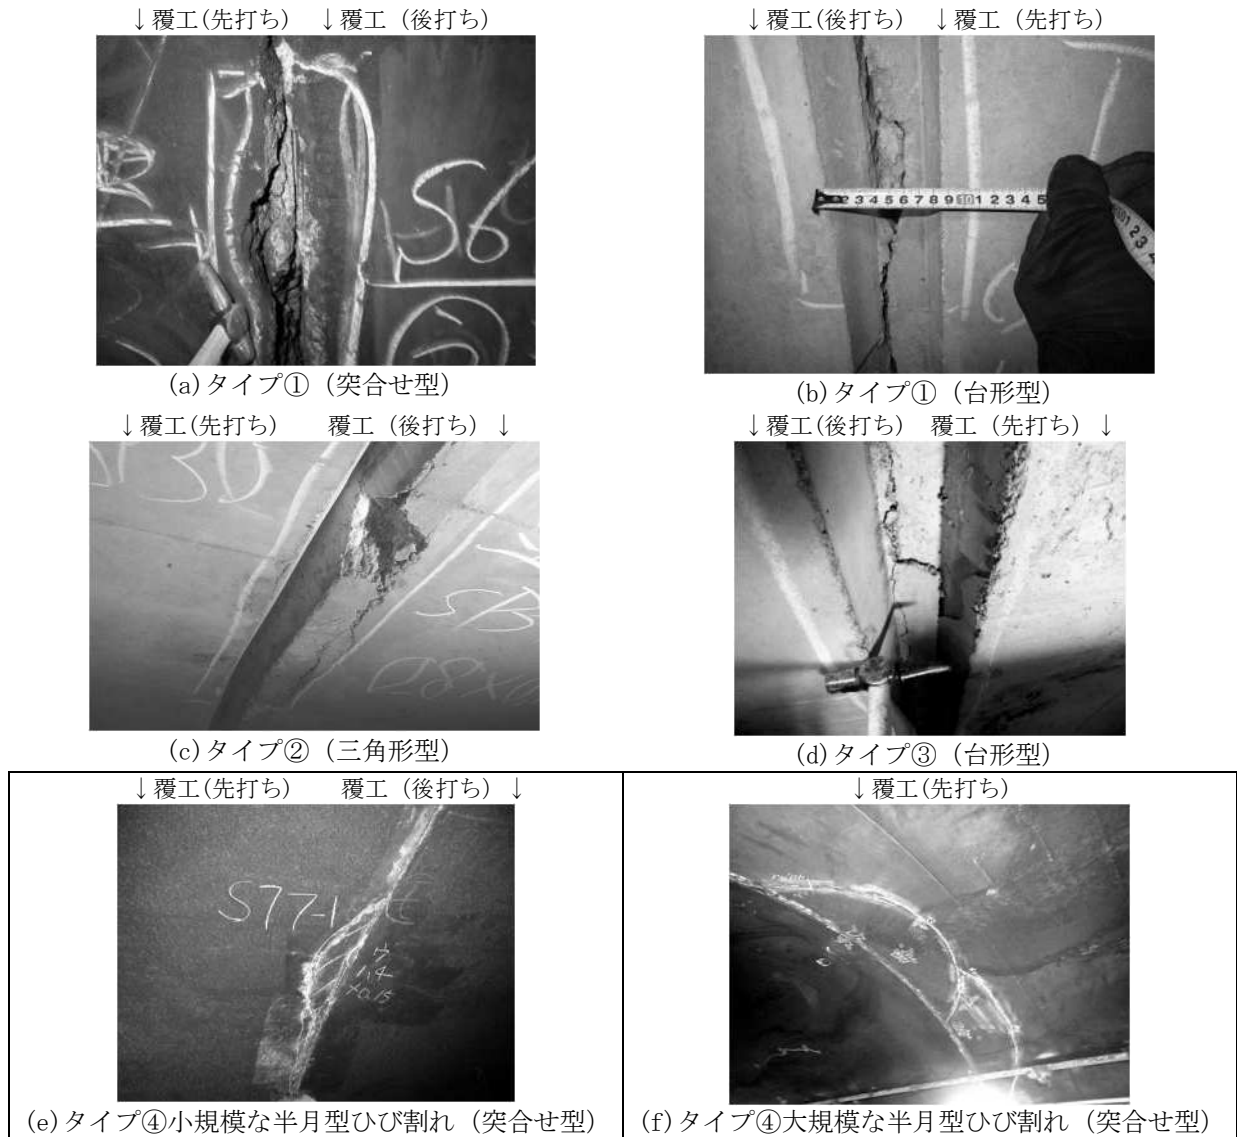 ↓覆工(先打ち) ↓覆工(後打ち)
↓覆工(後打ち) ↓覆工(先打ち)
S6
(a)タイプ①(突合せ型)
(b)タイプ①(台形型)
↓覆工(先打ち) 覆工(後打ち)↓
↓覆工(後打ち) 覆工(先打ち)↓
(c)タイプ②(三角形型)
(d)タイプ③(台形型)
↓覆工(先打ち) 覆工(後打ち)↓
↓覆工(先打ち)
S77-1
(e)タイプ④小規模な半月型ひび割れ(突合せ型)
(f)タイプ④大規模な半月型ひび割れ(突合せ型)